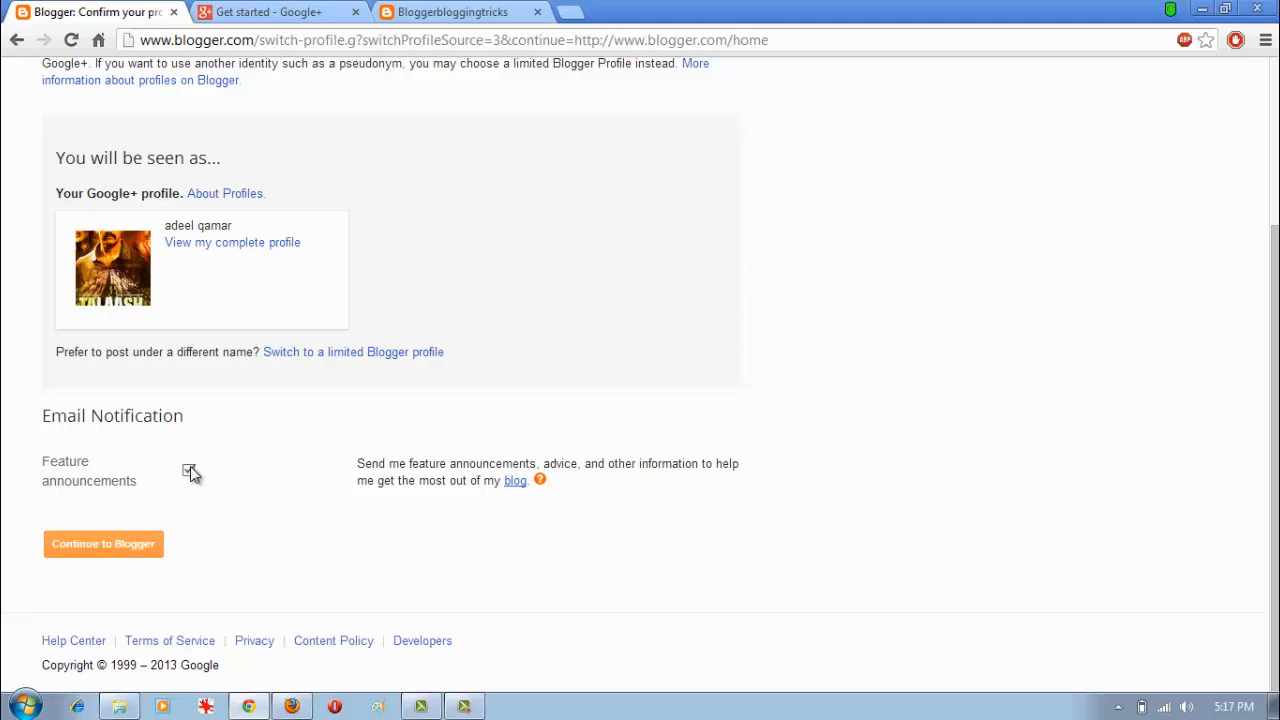 Blogger: Confirm your pro
Get started - Google+
Bloggerbloggingtricks
www.blogger.com/switch-profile.g?switchProfileSource=3&continue=http://www.blogger.com/home
ABP
Google+. If you want to use another identity such as a pseudonym, you may choose a limited Blogger Profile instead. More
information about profiles on Blogger.
You will be seen as...
Your Google+ profile. About Profiles.
adeel qamar
View my complete profile
TALAASH
Prefer to post under a different name? Switch to a limited Blogger profile
Email Notification
Feature
announcements
Send me feature announcements, advice, and other information to help
me get the most out of my blog. ?
Continue to Blogger
Help Center | Terms of Service | Privacy | Content Policy | Developers
Copyright © 1999 – 2013 Google
5:17 PM